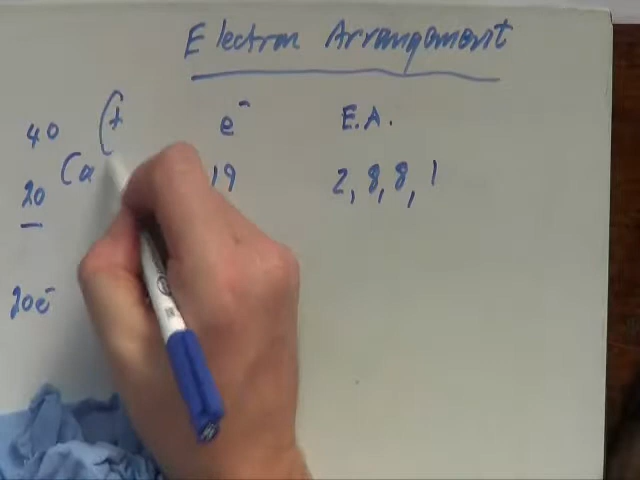 Electron Arrangement
40 (+ e⁻ E.A.
20 Ca 19 2,8,8,1
20e⁻